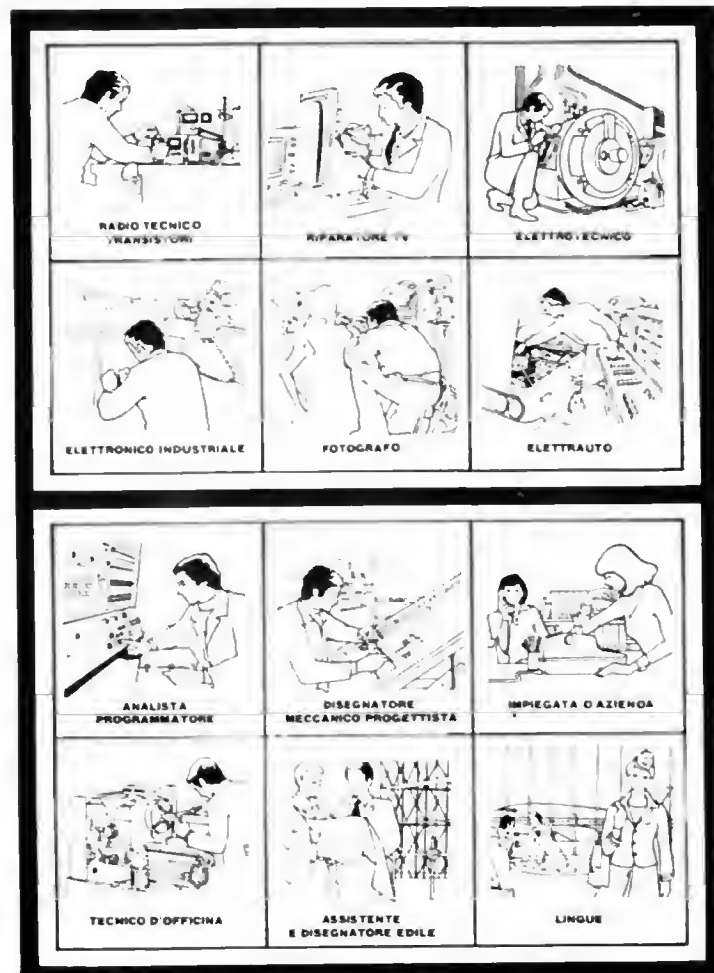 RADIO TECNICO
TRANSISTORI
RIPARATORE TV
ELETTROTECNICO
ELETTRONICO INDUSTRIALE
FOTOGRAFO
ELETTRAUTO
ANALISTA
PROGRAMMATORE
DISEGNATORE
MECCANICO PROGETTISTA
IMPIEGATA D'AZIENDA
TECNICO D'OFFICINA
ASSISTENTE
E DISEGNATORE EDILE
LINGUE